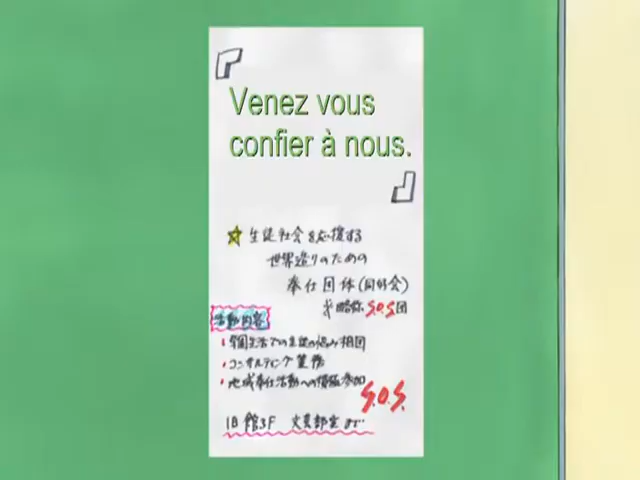 『
Venez vous
confier à nous.
』
☆ 生徒社会を応援する
世界造りのための
奉仕団体(同好会)
略称 S.O.S団
活動内容
・学園生活での生徒の悩み相談
・コンサルティング業務
・地域奉仕活動への積極参加
S.O.S.
旧館3F 文芸部室まで